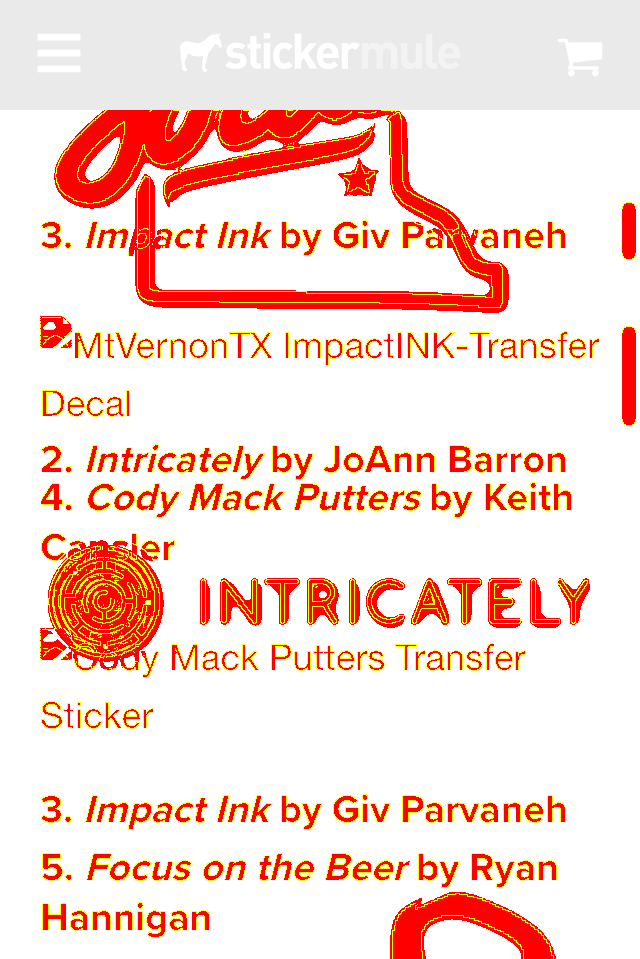 stickermule
3. Impact Ink by Giv Parvaneh
MtVernonTX ImpactINK-Transfer
Decal
2. Intricately by JoAnn Barron
4. Cody Mack Putters by Keith
Cansler
INTRICATELY
Cody Mack Putters Transfer
Sticker
3. Impact Ink by Giv Parvaneh
5. Focus on the Beer by Ryan
Hannigan